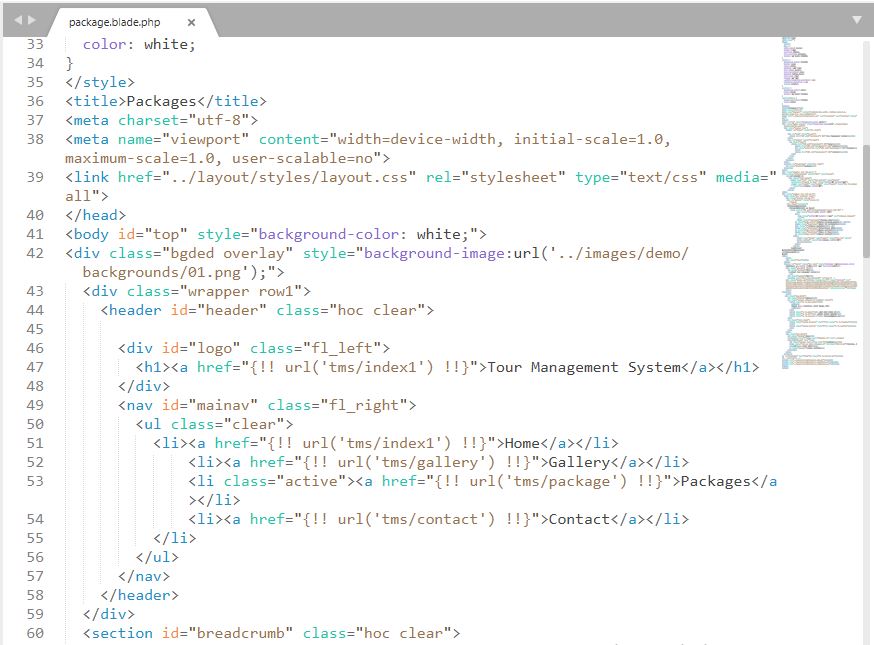 package.blade.php ×
33 color: white;
34 }
35 </style>
36 <title>Packages</title>
37 <meta charset="utf-8">
38 <meta name="viewport" content="width=device-width, initial-scale=1.0,
maximum-scale=1.0, user-scalable=no">
39 <link href="../layout/styles/layout.css" rel="stylesheet" type="text/css" media="
all">
40 </head>
41 <body id="top" style="background-color: white;">
42 <div class="bgded overlay" style="background-image:url('../images/demo/
backgrounds/01.png');">
43 <div class="wrapper row1">
44 <header id="header" class="hoc clear">
45
46 <div id="logo" class="fl_left">
47 <h1><a href="{!! url('tms/index1') !!}">Tour Management System</a></h1>
48 </div>
49 <nav id="mainav" class="fl_right">
50 <ul class="clear">
51 <li><a href="{!! url('tms/index1') !!}">Home</a></li>
52 <li><a href="{!! url('tms/gallery') !!}">Gallery</a></li>
53 <li class="active"><a href="{!! url('tms/package') !!}">Packages</a
></li>
54 <li><a href="{!! url('tms/contact') !!}">Contact</a></li>
55 </li>
56 </ul>
57 </nav>
58 </header>
59 </div>
60 <section id="breadcrumb" class="hoc clear">